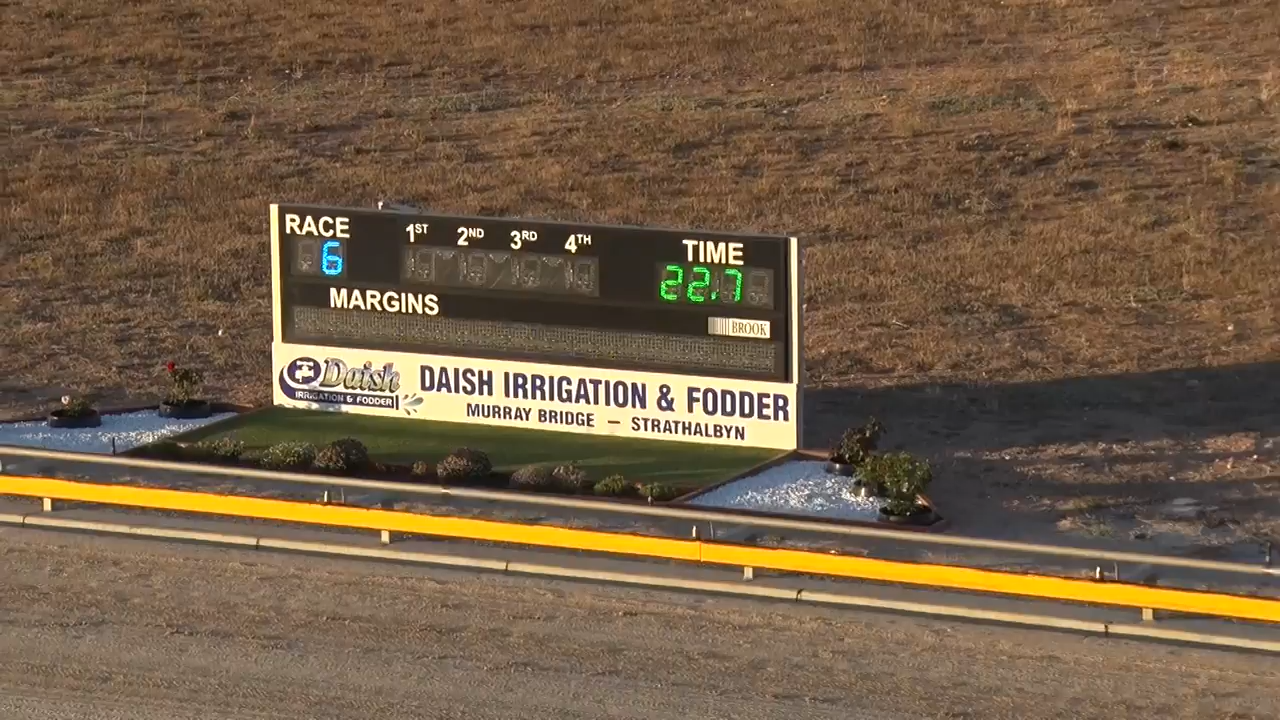 RACE 1ST 2ND 3RD 4TH TIME
6 22.7
MARGINS
BROOK
Daish
IRRIGATION & FODDER
DAISH IRRIGATION & FODDER
MURRAY BRIDGE – STRATHALBYN